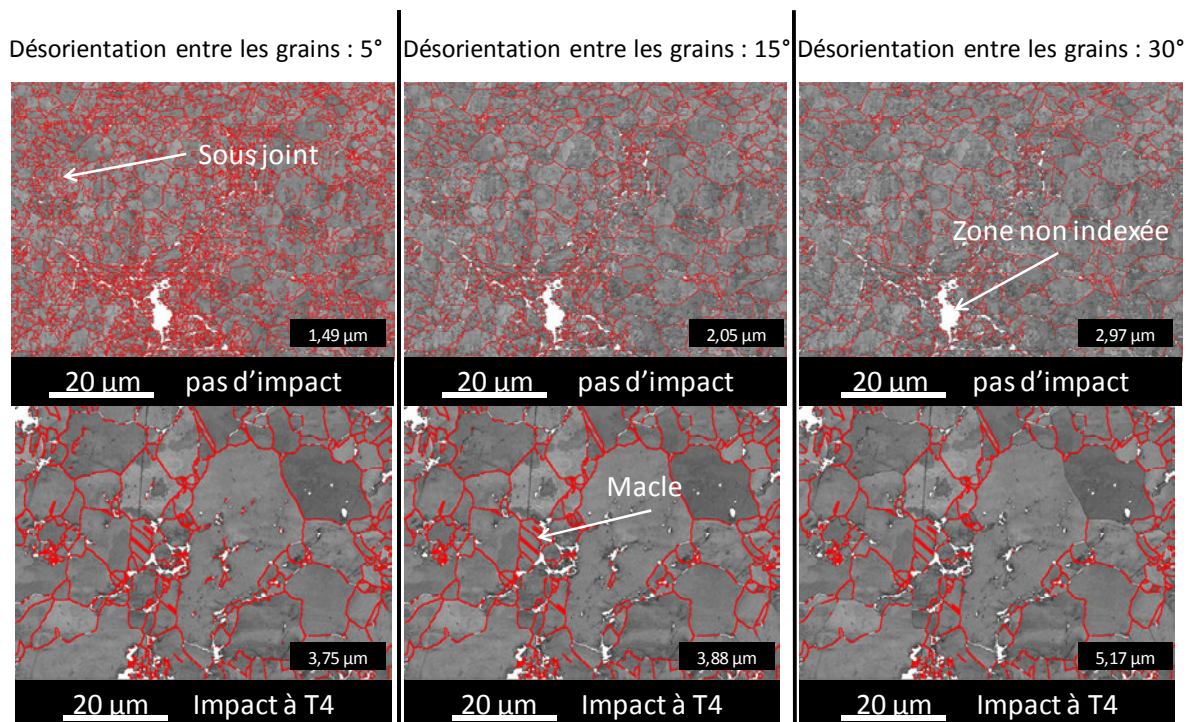 Désorientation entre les grains : 5°
Désorientation entre les grains : 15°
Désorientation entre les grains : 30°
Sous joint
Zone non indexée
1,49 µm
2,05 µm
2,97 µm
20 µm pas d'impact
20 µm pas d'impact
20 µm pas d'impact
Macle
3,75 µm
3,88 µm
5,17 µm
20 µm Impact à T4
20 µm Impact à T4
20 µm Impact à T4